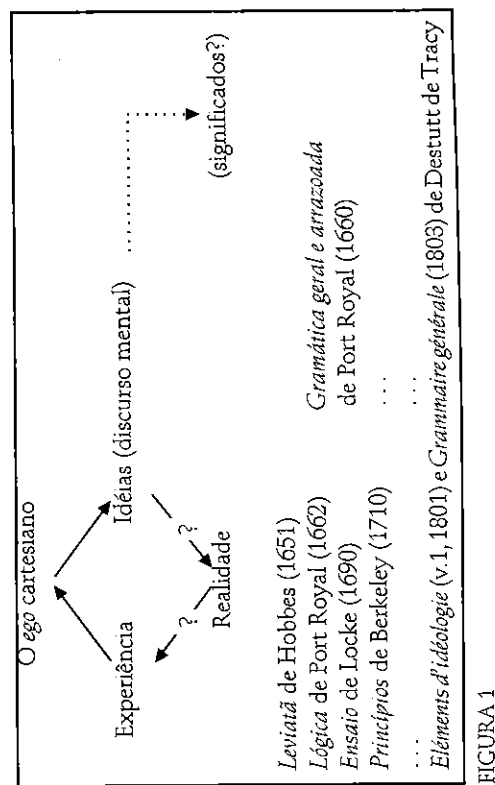 O ego cartesiano
Experiência
Idéias (discurso mental)
?
?
Realidade
(significados?)
Leviatã de Hobbes (1651)
Lógica de Port Royal (1662)
Gramática geral e arrazoada
Ensaio de Locke (1690)
de Port Royal (1660)
Princípios de Berkeley (1710)
. . .
. . .
. . .
Eléments d'idéologie (v.1, 1801) e Grammaire générale (1803) de Destutt de Tracy
FIGURA 1